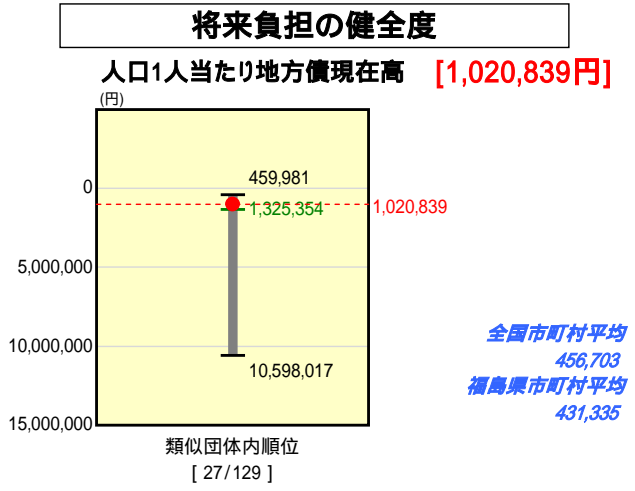 将来負担の健全度
人口1人当たり地方債現在高 [1,020,839円]
(円)
0
5,000,000
10,000,000
15,000,000
459,981
1,325,354
1,020,839
10,598,017
全国市町村平均
456,703
福島県市町村平均
431,335
類似団体内順位
[ 27/129 ]